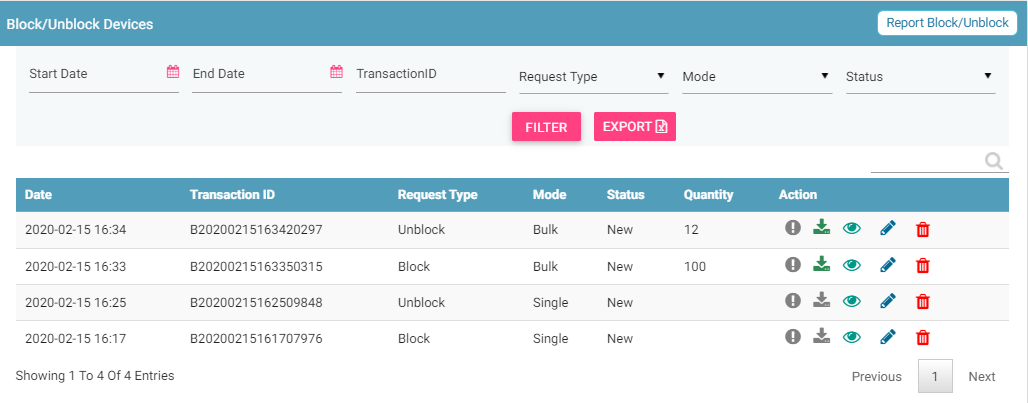 Block/Unblock Devices Report Block/Unblock
Start Date End Date TransactionID Request Type Mode Status
FILTER EXPORT
Date Transaction ID Request Type Mode Status Quantity Action
2020-02-15 16:34 B20200215163420297 Unblock Bulk New 12
2020-02-15 16:33 B20200215163350315 Block Bulk New 100
2020-02-15 16:25 B20200215162509848 Unblock Single New
2020-02-15 16:17 B20200215161707976 Block Single New
Showing 1 To 4 Of 4 Entries Previous 1 Next